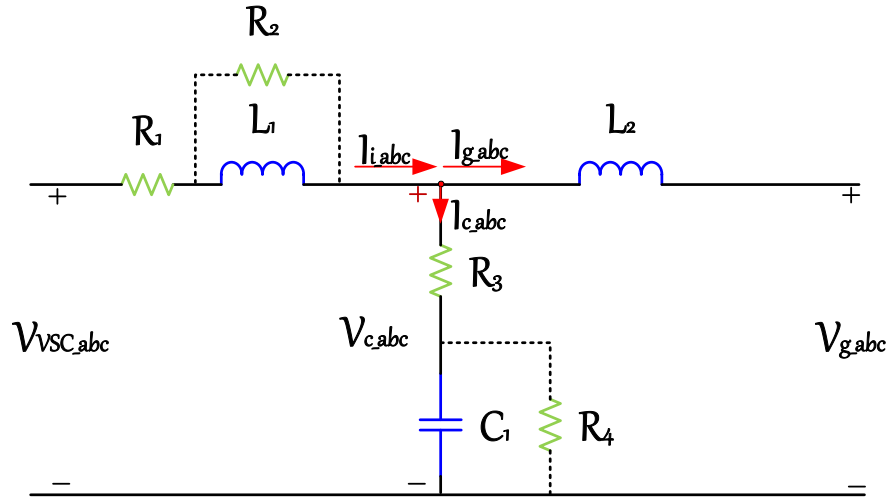 R2
R1
L1
Ii_abc
Ig_abc
L2
+
+
+
Ic_abc
R3
VVSC_abc
Vc_abc
Vg_abc
C1
R4
−
−
−